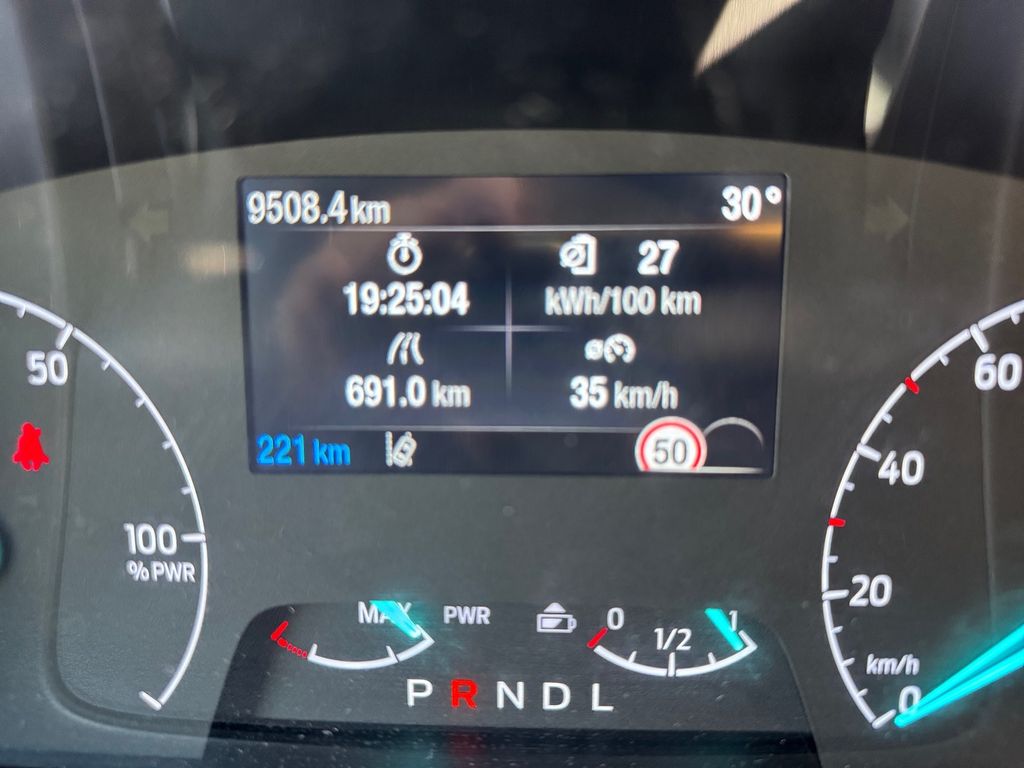 9508.4 km 30°
27
19:25:04 kWh/100 km
691.0 km 35 km/h
221 km 50
50
60
40
100
% PWR
20
MAX PWR 0 1/2 1
km/h
0
P R N D L